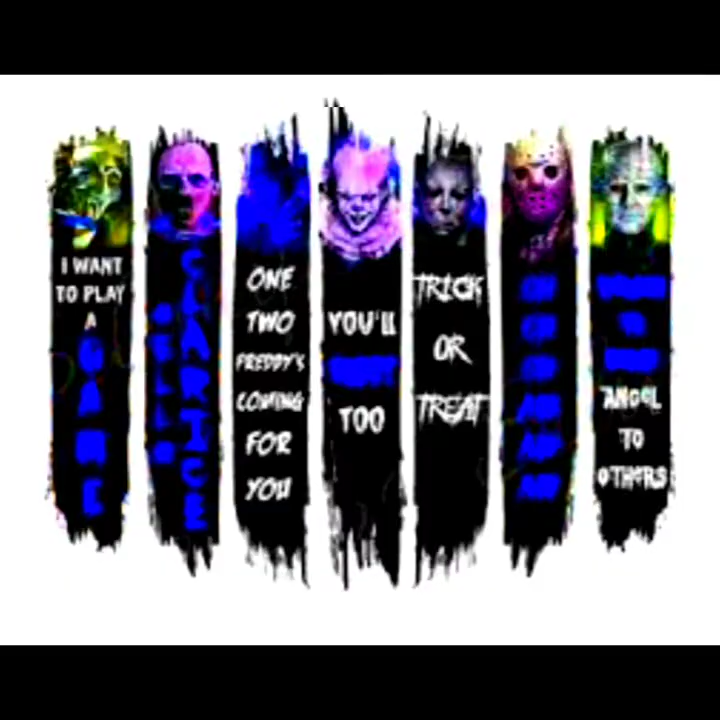 I WANT
TO PLAY
A
GAME
HELLO
CLARICE
ONE
TWO
FREDDY'S
COMING
FOR
YOU
YOU'LL
TOO
TRICK
OR
TREAT
ANGEL
TO
OTHERS